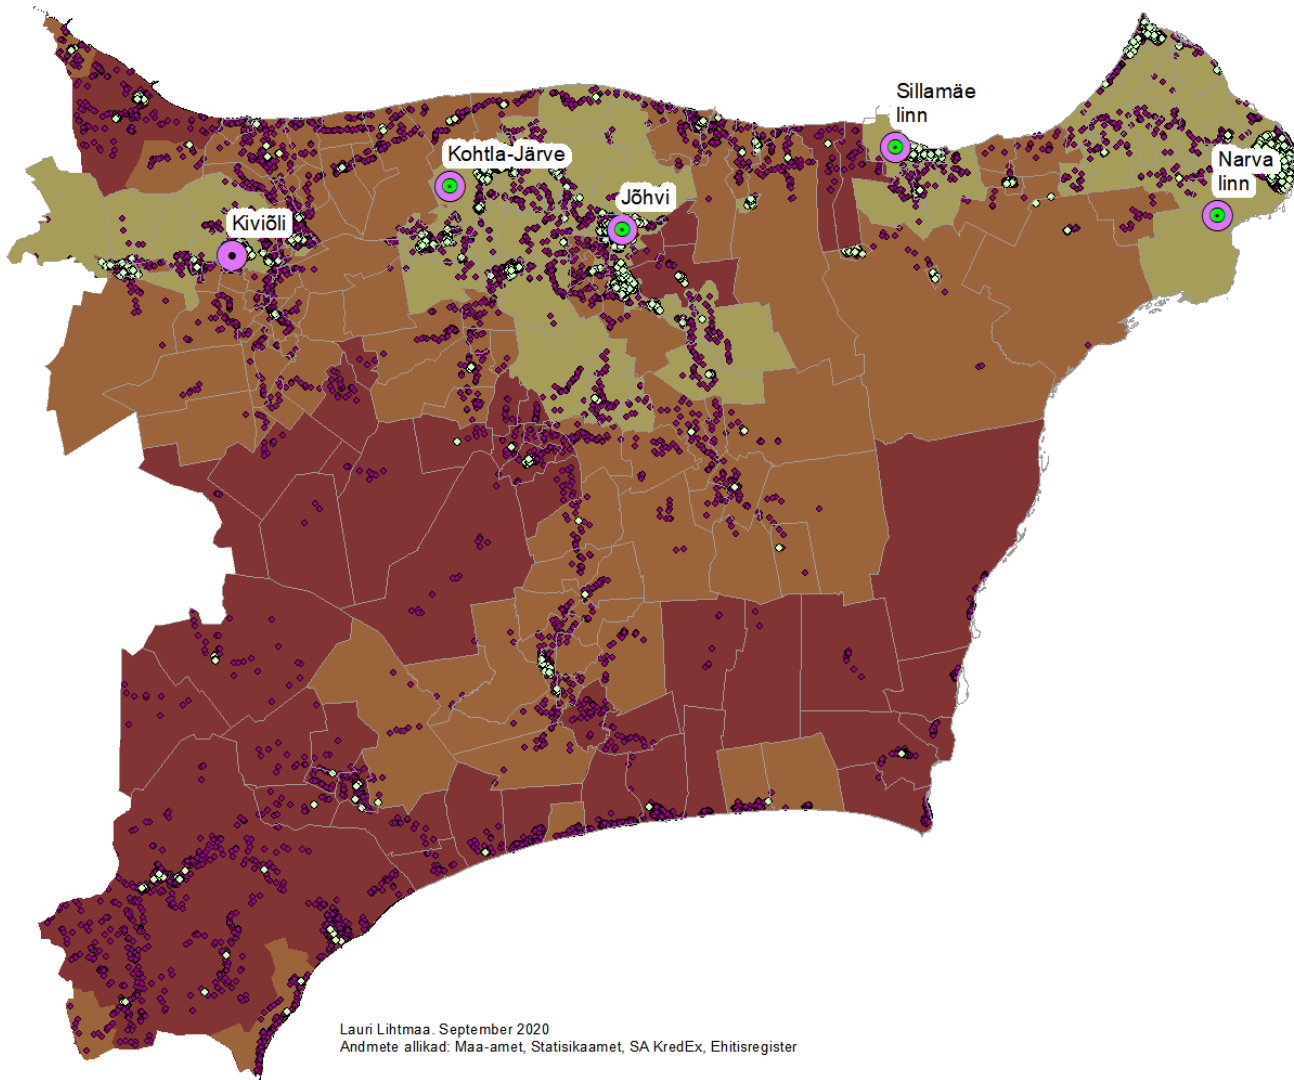 Sillamäe
linn
Kohtla-Järve
Narva
linn
Jõhvi
Kiviõli
Lauri Lihtmaa. September 2020
Andmete allikad: Maa-amet, Statisikaamet, SA KredEx, Ehitisregister